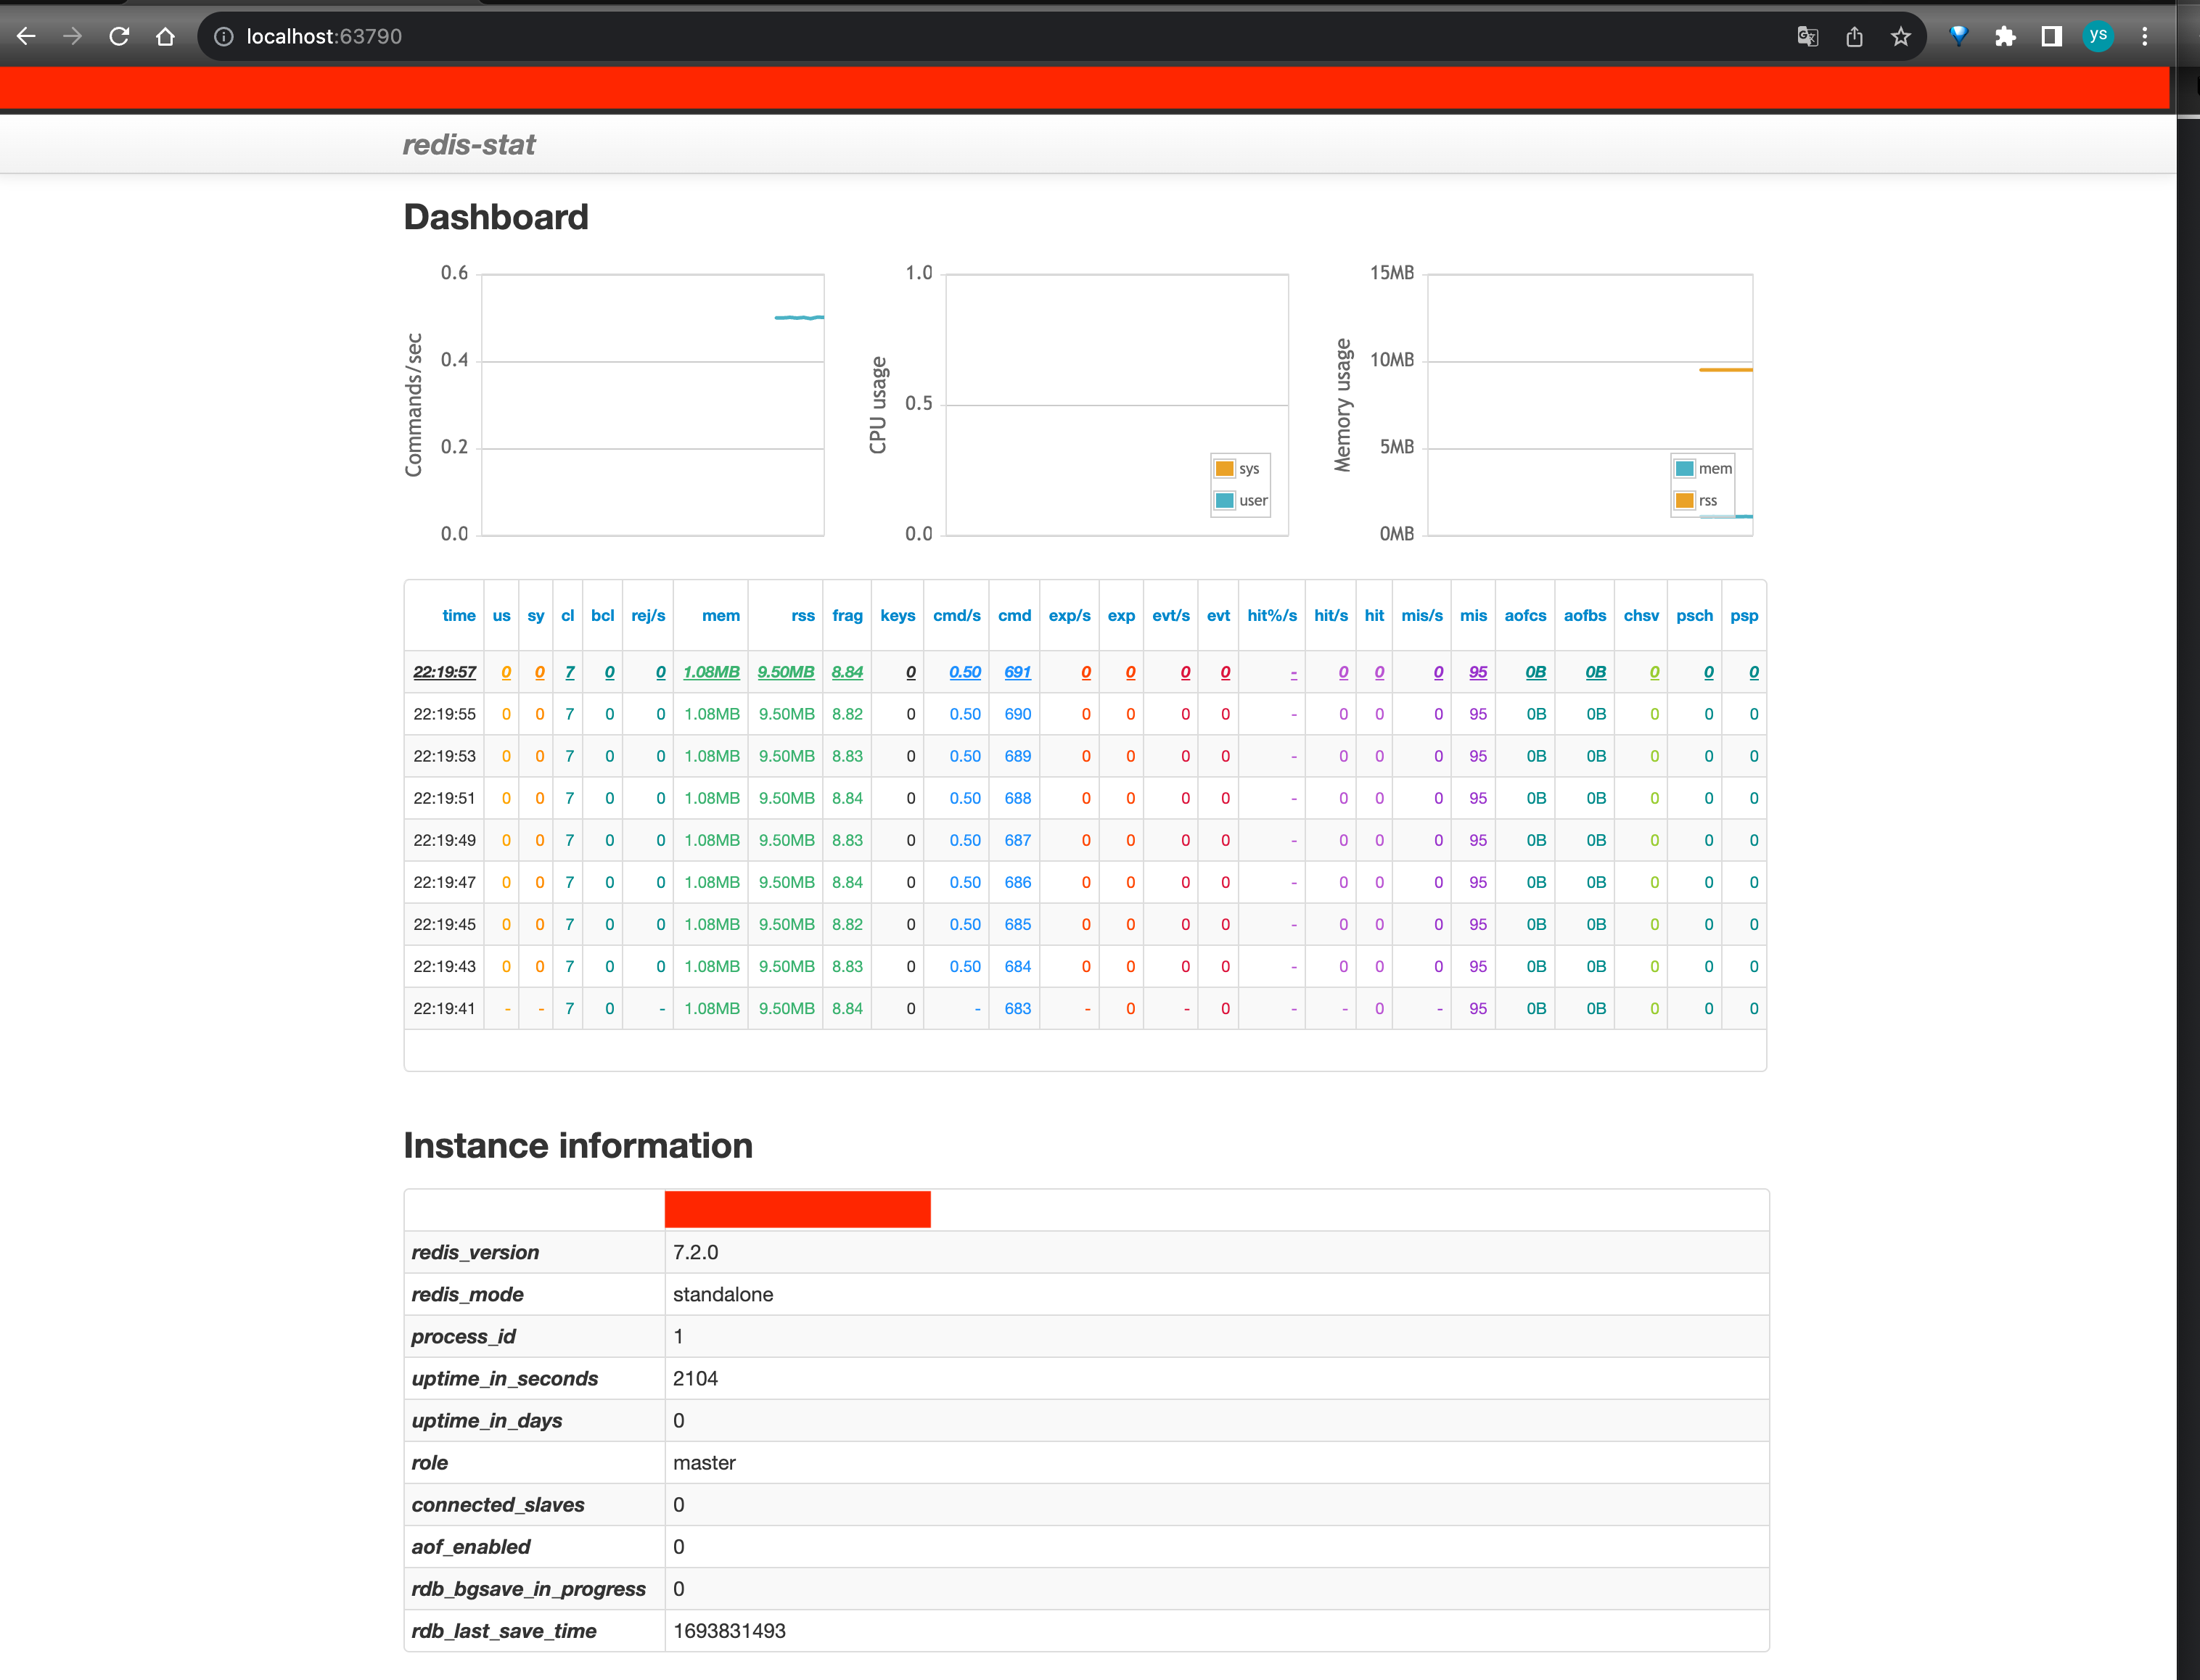 localhost:63790
ys
redis-stat
Dashboard
Commands/sec
0.6
0.4
0.2
0.0
CPU usage
1.0
0.5
0.0
sys
user
Memory usage
15MB
10MB
5MB
0MB
mem
rss
time us sy cl bcl rej/s mem rss frag keys cmd/s cmd exp/s exp evt/s evt hit%/s hit/s hit mis/s mis aofcs aofbs chsv psch psp
22:19:57 0 0 7 0 0 1.08MB 9.50MB 8.84 0 0.50 691 0 0 0 0 - 0 0 0 95 0B 0B 0 0 0
22:19:55 0 0 7 0 0 1.08MB 9.50MB 8.82 0 0.50 690 0 0 0 0 - 0 0 0 95 0B 0B 0 0 0
22:19:53 0 0 7 0 0 1.08MB 9.50MB 8.83 0 0.50 689 0 0 0 0 - 0 0 0 95 0B 0B 0 0 0
22:19:51 0 0 7 0 0 1.08MB 9.50MB 8.84 0 0.50 688 0 0 0 0 - 0 0 0 95 0B 0B 0 0 0
22:19:49 0 0 7 0 0 1.08MB 9.50MB 8.83 0 0.50 687 0 0 0 0 - 0 0 0 95 0B 0B 0 0 0
22:19:47 0 0 7 0 0 1.08MB 9.50MB 8.84 0 0.50 686 0 0 0 0 - 0 0 0 95 0B 0B 0 0 0
22:19:45 0 0 7 0 0 1.08MB 9.50MB 8.82 0 0.50 685 0 0 0 0 - 0 0 0 95 0B 0B 0 0 0
22:19:43 0 0 7 0 0 1.08MB 9.50MB 8.83 0 0.50 684 0 0 0 0 - 0 0 0 95 0B 0B 0 0 0
22:19:41 - - 7 0 - 1.08MB 9.50MB 8.84 0 - 683 - 0 - 0 - - 0 - 95 0B 0B 0 0 0
Instance information
redis_version 7.2.0
redis_mode standalone
process_id 1
uptime_in_seconds 2104
uptime_in_days 0
role master
connected_slaves 0
aof_enabled 0
rdb_bgsave_in_progress 0
rdb_last_save_time 1693831493